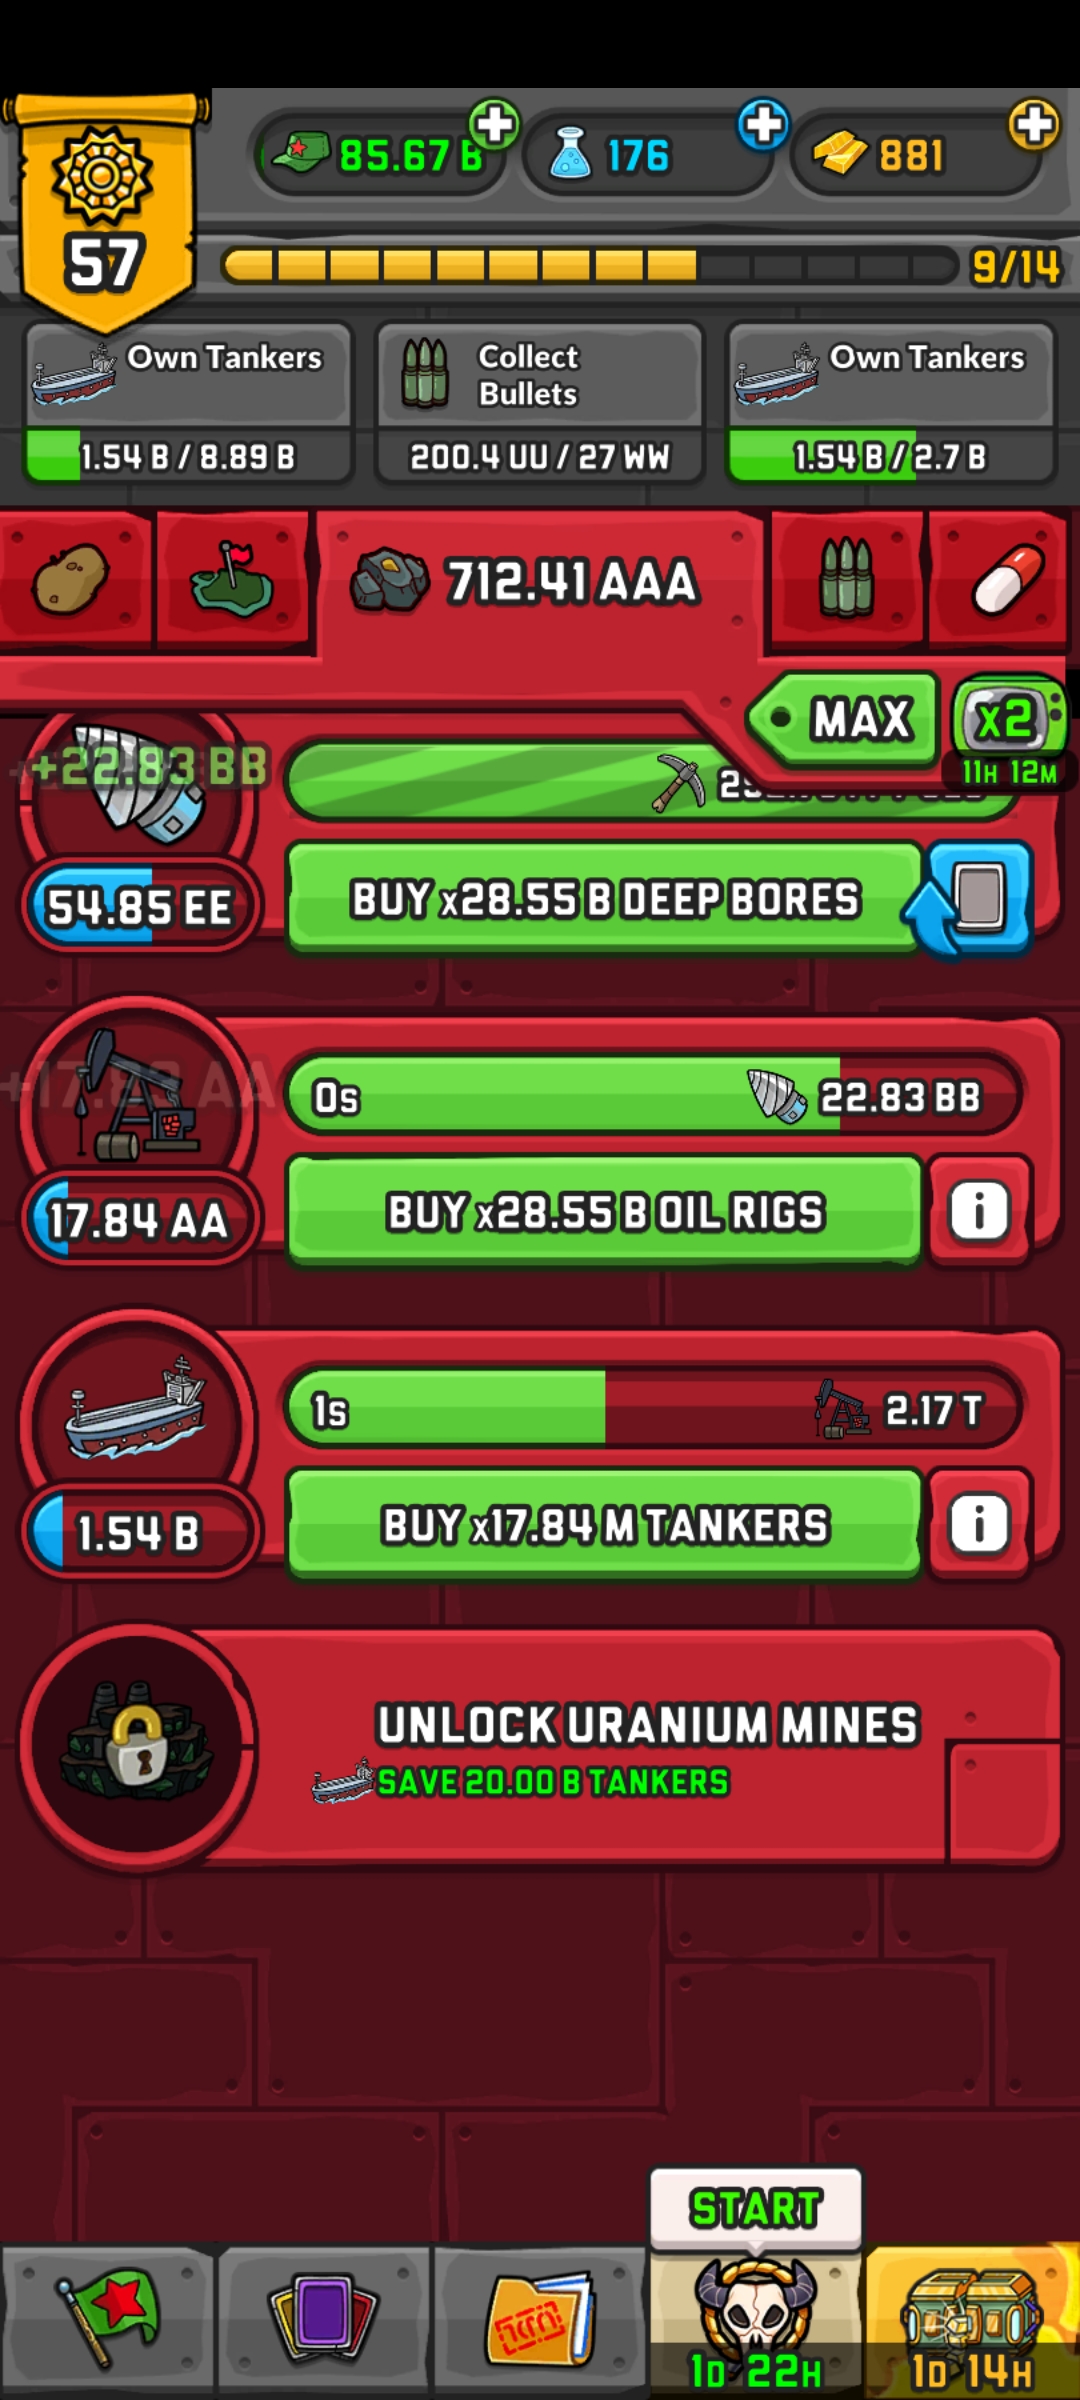 85.67 B
176
881
57
9/14
Own Tankers
Collect
Bullets
Own Tankers
1.54 B / 8.89 B
200.4 UU / 27 WW
1.54 B / 2.7 B
712.41 AAA
MAX
x2
11H 12M
+22.83 BB
54.85 EE
BUY x28.55 B DEEP BORES
+17.83 AA
0s
22.83 BB
17.84 AA
BUY x28.55 B OIL RIGS
i
1s
2.17 T
1.54 B
BUY x17.84 M TANKERS
i
UNLOCK URANIUM MINES
SAVE 20.00 B TANKERS
START
1D 22H
1D 14H